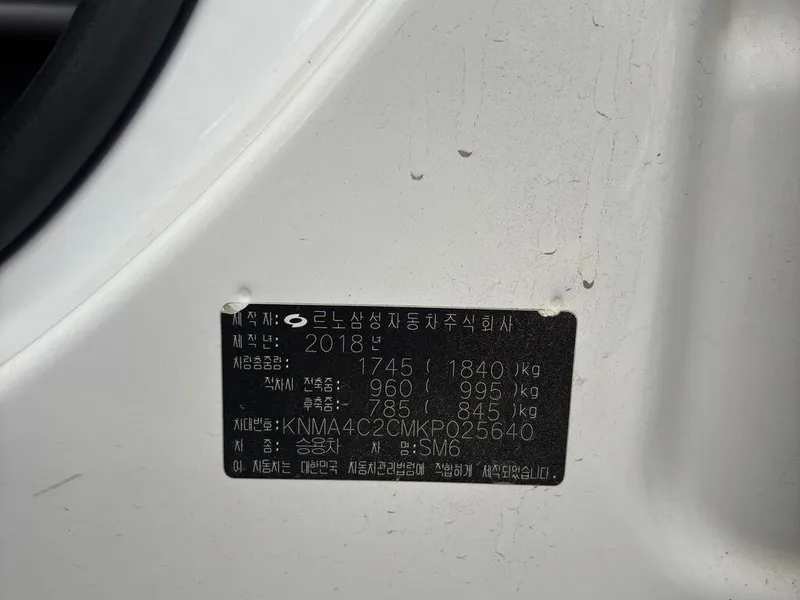 제 작 자: 르노삼성자동차주식회사
제 작 년: 2018년
차량총중량: 1745 ( 1840 )kg
적차시 전축중: 960 ( 995 )kg
후축중: 785 ( 845 )kg
차대번호: KNMA4C2CMKP025640
차 종: 승용차 차 명: SM6
이 자동차는 대한민국 자동차관리법령에 적합하게 제작되었습니다.